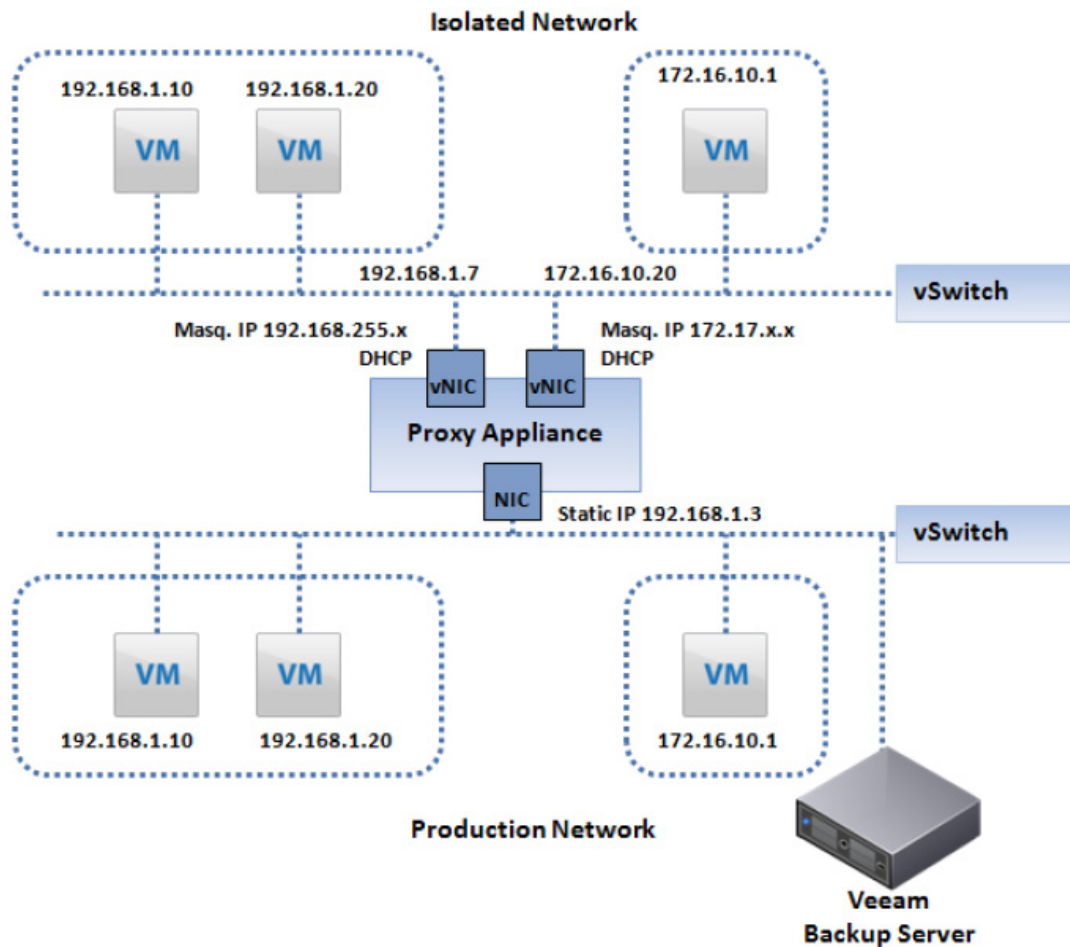 Isolated Network
192.168.1.10
192.168.1.20
172.16.10.1
VM
VM
VM
192.168.1.7
172.16.10.20
vSwitch
Masq. IP 192.168.255.x
DHCP
Masq. IP 172.17.x.x
DHCP
vNIC
vNIC
Proxy Appliance
NIC
Static IP 192.168.1.3
vSwitch
VM
VM
VM
192.168.1.10
192.168.1.20
172.16.10.1
Production Network
Veeam
Backup Server